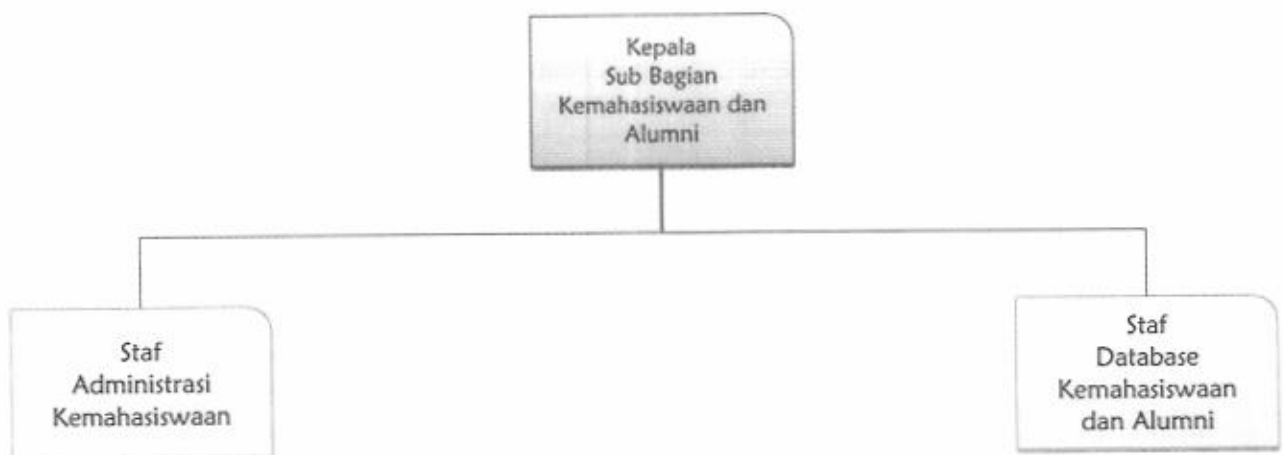 Kepala
Sub Bagian
Kemahasiswaan dan
Alumni
Staf
Administrasi
Kemahasiswaan
Staf
Database
Kemahasiswaan
dan Alumni